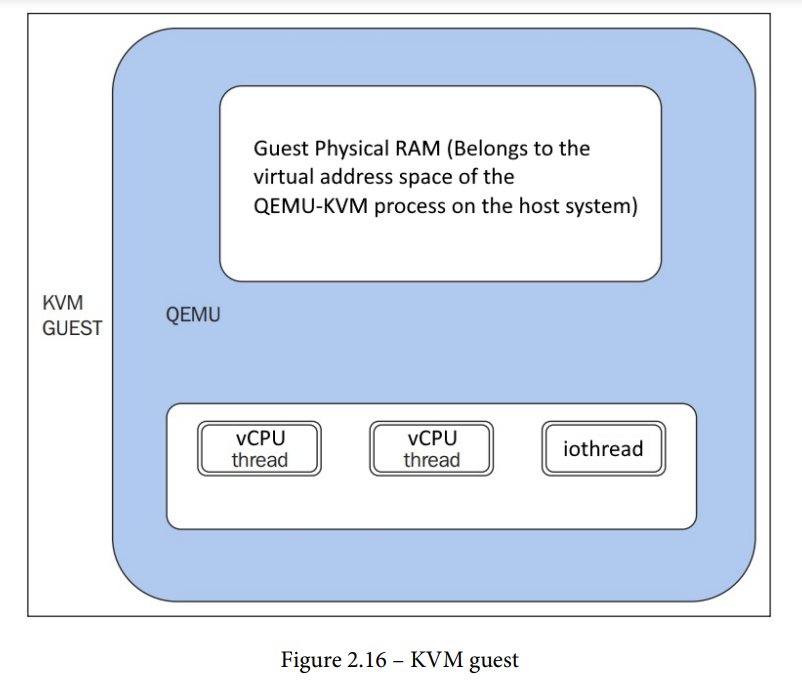 Guest Physical RAM (Belongs to the
virtual address space of the
QEMU-KVM process on the host system)
KVM
GUEST
QEMU
vCPU
thread
vCPU
thread
iothread
Figure 2.16 – KVM guest